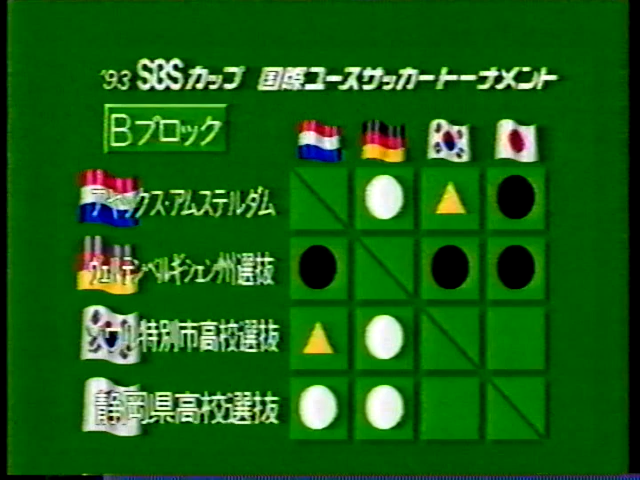 '93 SBSカップ 国際ユースサッカートーナメント
Bブロック
アヤックス・アムステルダム
ヴェルテンベルギシェン州選抜
ソウル特別市高校選抜
静岡県高校選抜